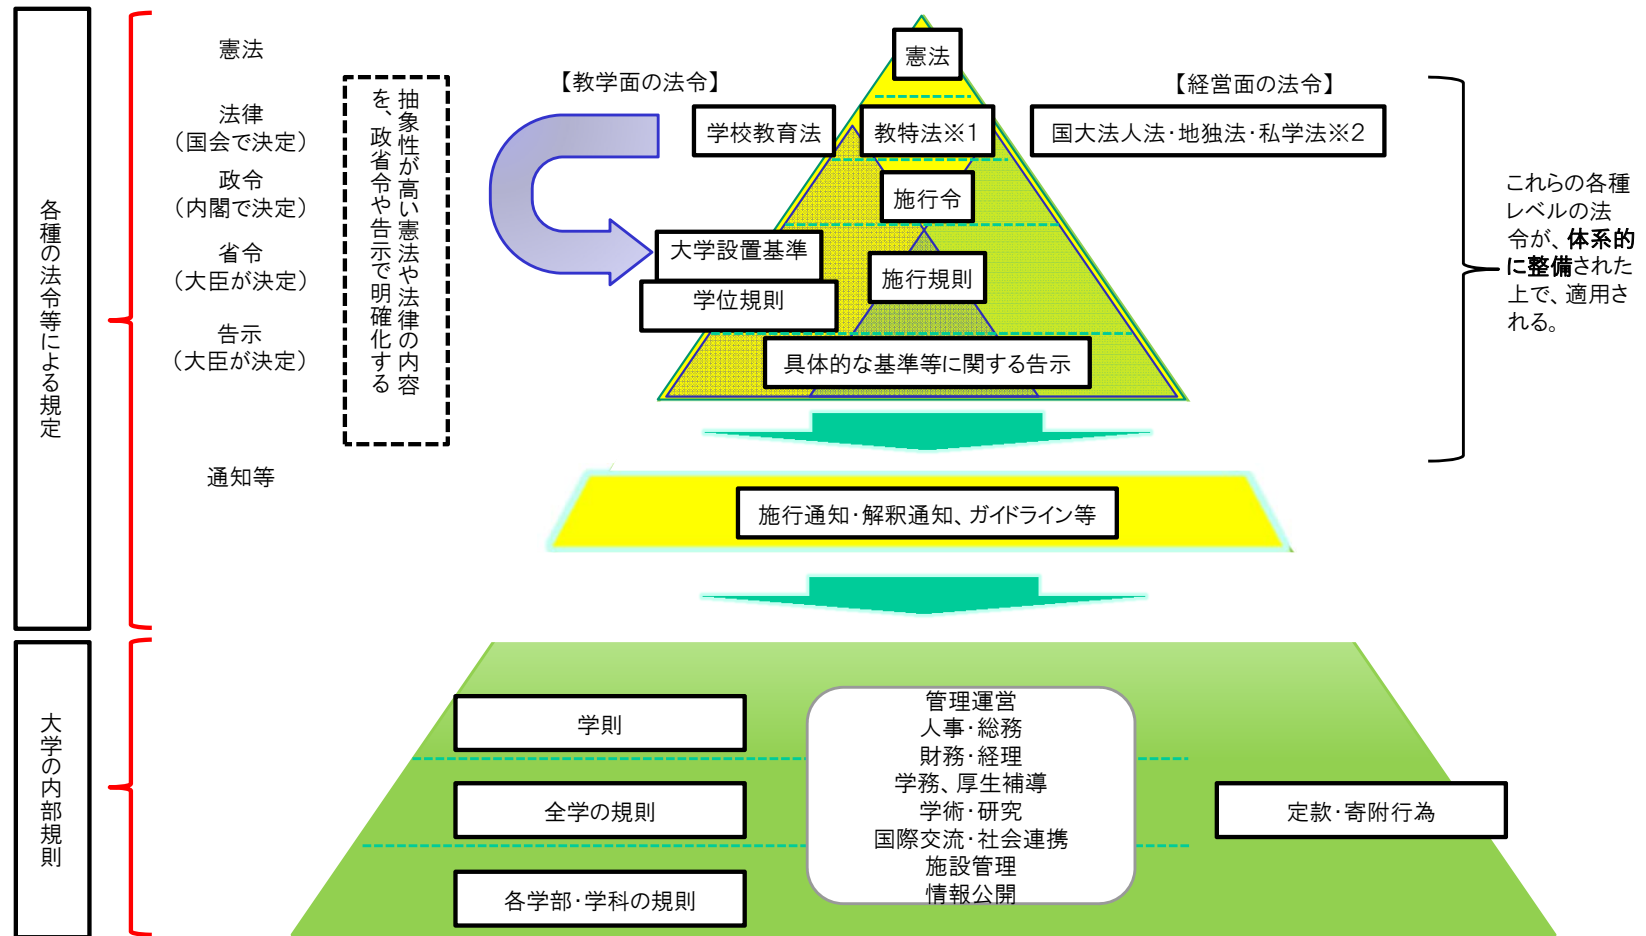 各種の法令等による規定
憲法
法律
（国会で決定）
政令
（内閣で決定）
省令
（大臣が決定）
告示
（大臣が決定）
通知等
抽象性が高い憲法や法律の内容
を、政省令や告示で明確化する
【教学面の法令】
【経営面の法令】
憲法
学校教育法
教特法※1
国大法人法・地独法・私学法※2
施行令
大学設置基準
学位規則
施行規則
具体的な基準等に関する告示
これらの各種
レベルの法
令が、体系的
に整備された
上で、適用さ
れる。
施行通知・解釈通知、ガイドライン等
大学の内部規則
学則
全学の規則
各学部・学科の規則
管理運営
人事・総務
財務・経理
学務、厚生補導
学術・研究
国際交流・社会連携
施設管理
情報公開
定款・寄附行為